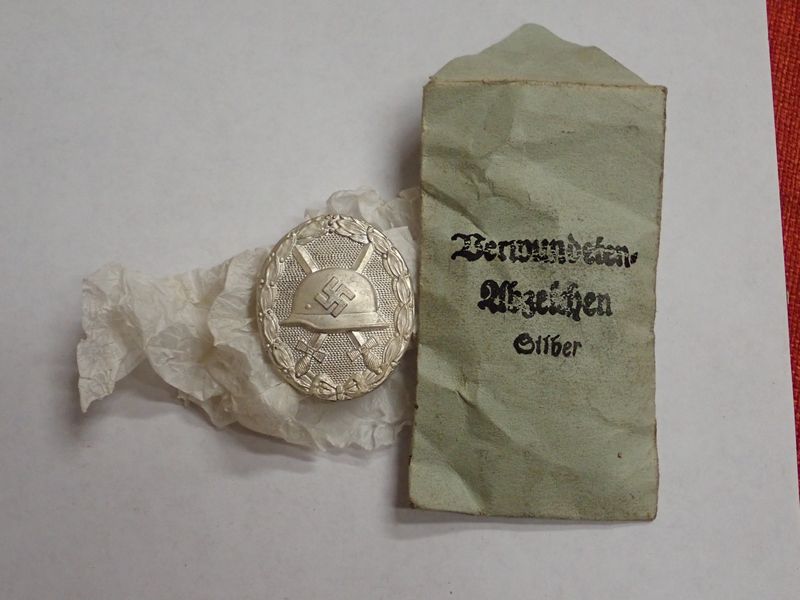 Verwundeten-
Abzeichen
Silber